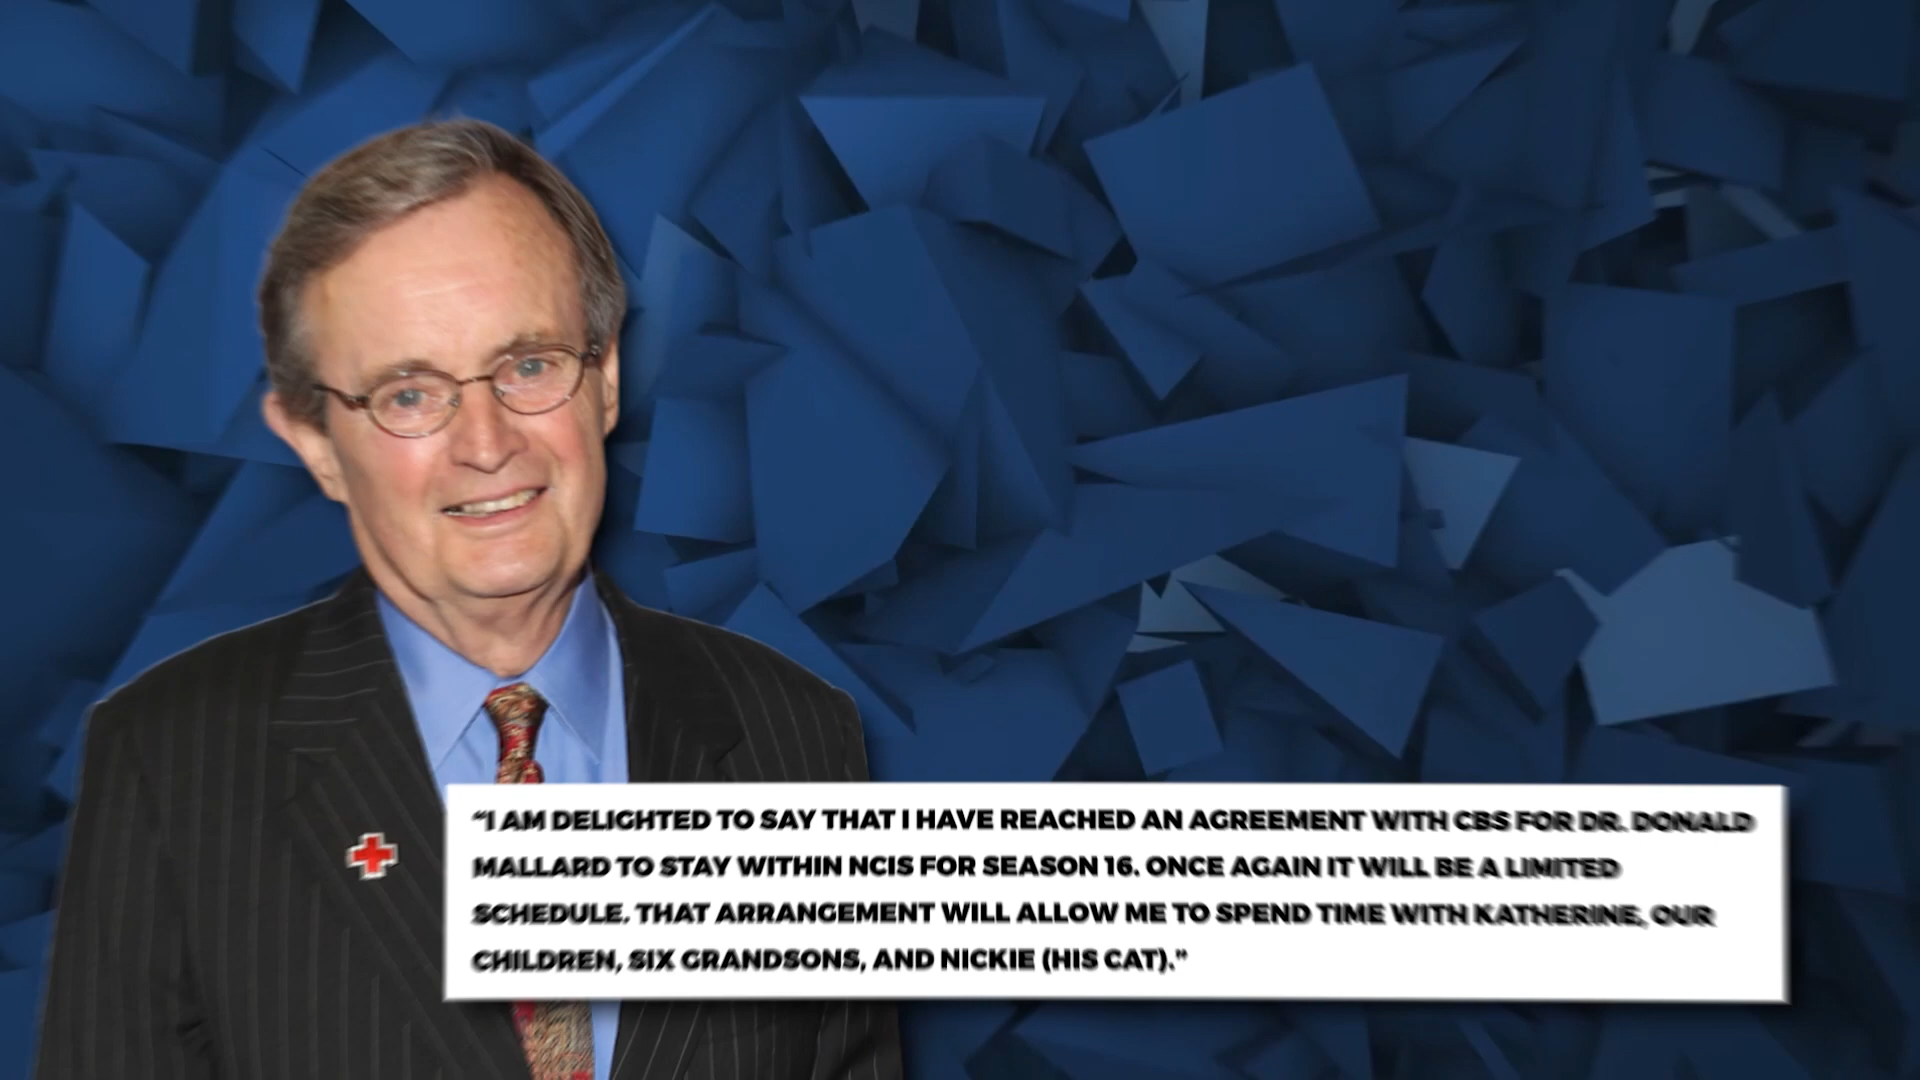 “I AM DELIGHTED TO SAY THAT I HAVE REACHED AN AGREEMENT WITH CBS FOR DR. DONALD
MALLARD TO STAY WITHIN NCIS FOR SEASON 16. ONCE AGAIN IT WILL BE A LIMITED
SCHEDULE. THAT ARRANGEMENT WILL ALLOW ME TO SPEND TIME WITH KATHERINE, OUR
CHILDREN, SIX GRANDSONS, AND NICKIE (HIS CAT).”